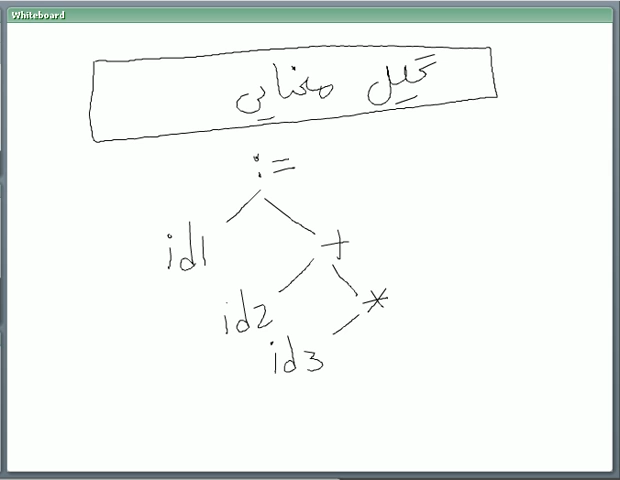 Whiteboard
تحلیل معنایی
:=
id1 +
id2 *
id3